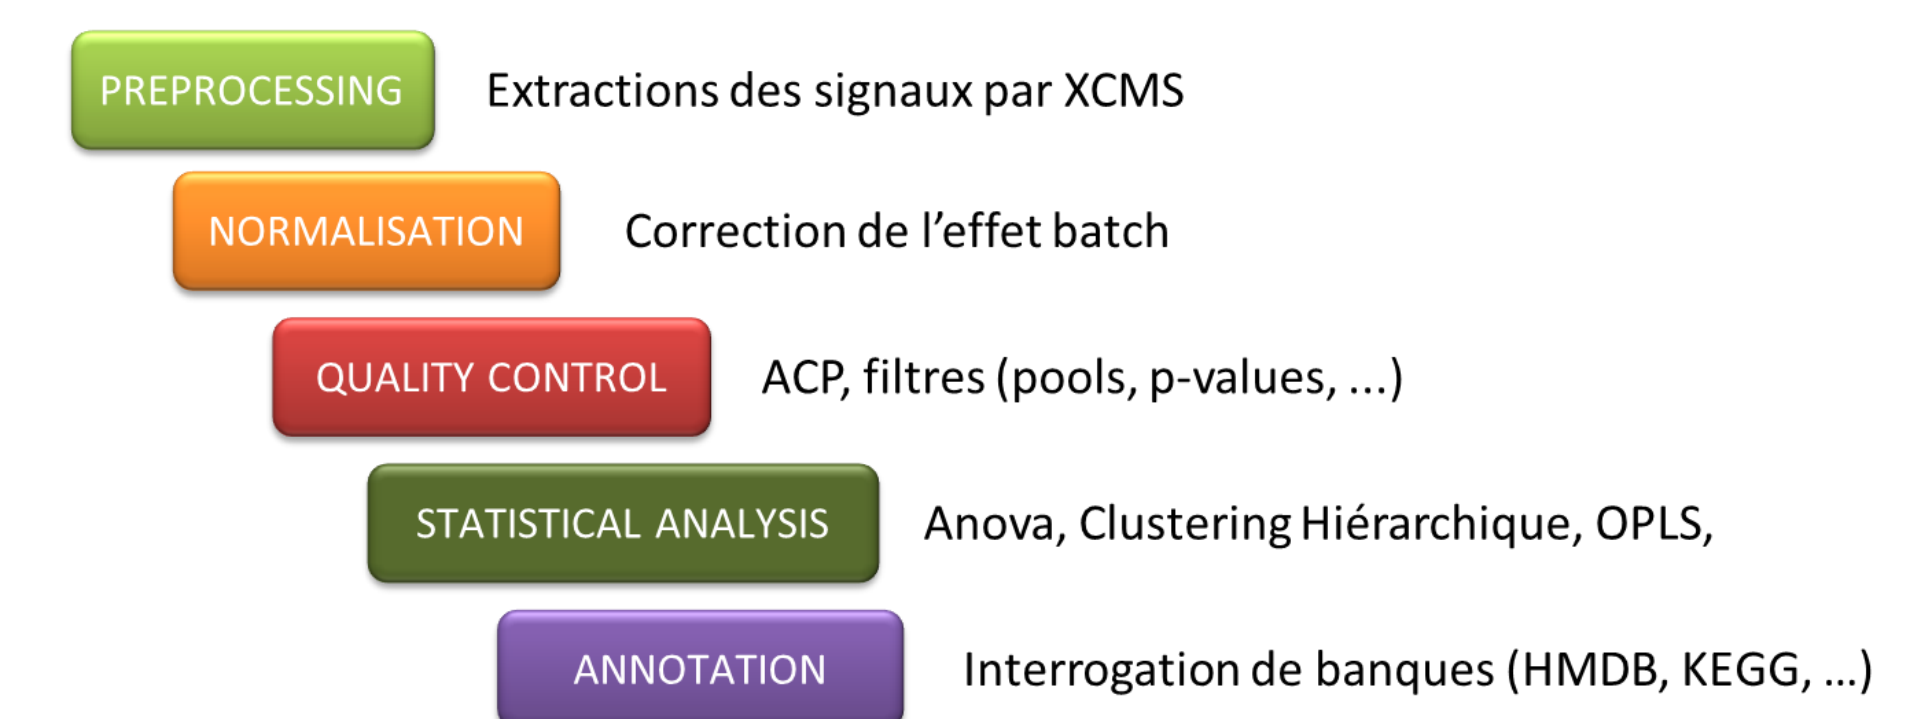 PREPROCESSING Extractions des signaux par XCMS
NORMALISATION Correction de l’effet batch
QUALITY CONTROL ACP, filtres (pools, p-values, ...)
STATISTICAL ANALYSIS Anova, Clustering Hiérarchique, OPLS,
ANNOTATION Interrogation de banques (HMDB, KEGG, ...)